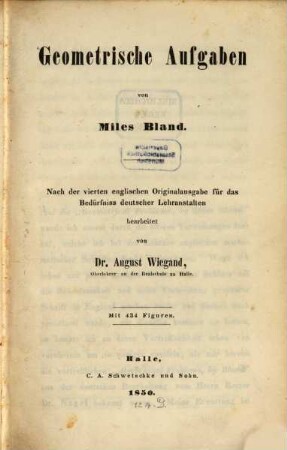 Geometrische Aufgaben
von
Miles Bland.
Nach der vierten englischen Originalausgabe für das
Bedürfniss deutscher Lehranstalten
bearbeitet
von
Dr. August Wiegand,
Oberlehrer an der Realschule zu Halle.
Mit 434 Figuren.
Halle,
C. A. Schwetschke und Sohn.
1850.